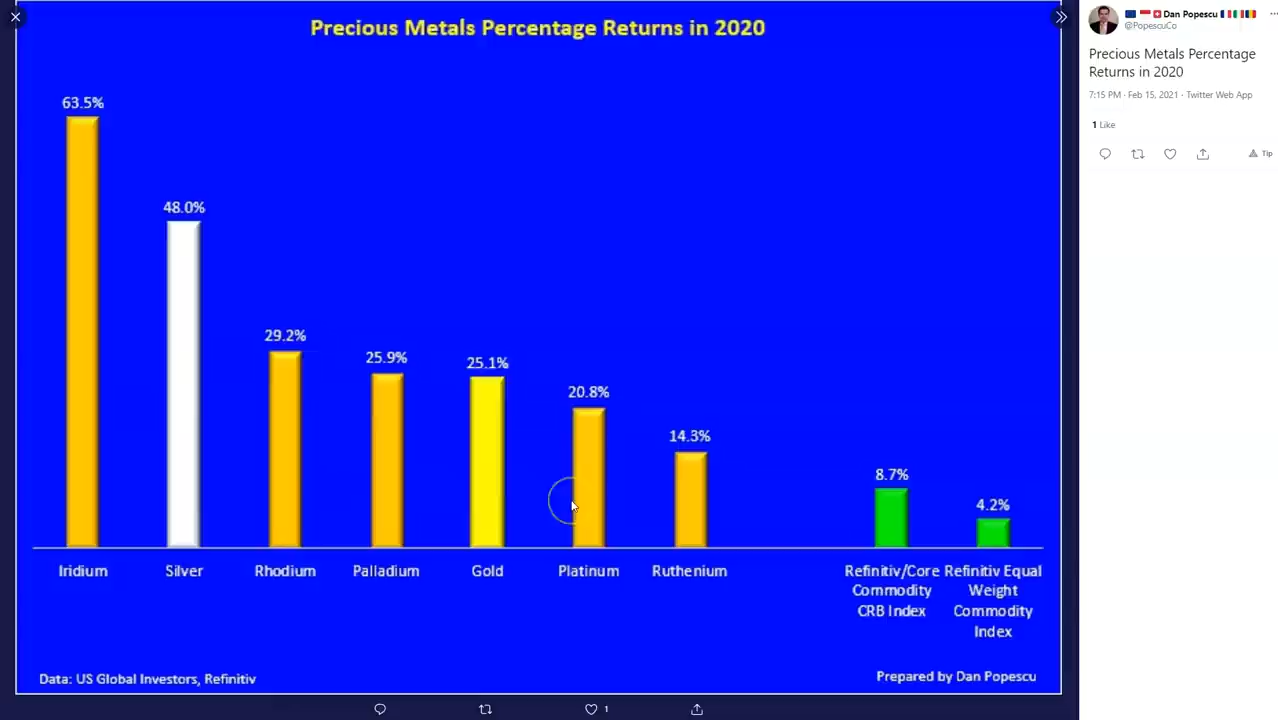 Precious Metals Percentage Returns in 2020
63.5%
48.0%
29.2%
25.9%
25.1%
20.8%
14.3%
8.7%
4.2%
Iridium
Silver
Rhodium
Palladium
Gold
Platinum
Ruthenium
Refinitiv/Core
Commodity
CRB Index
Refinitiv Equal
Weight
Commodity
Index
Data: US Global Investors, Refinitiv
Prepared by Dan Popescu
1
Dan Popescu
@PopescuCo
Precious Metals Percentage
Returns in 2020
7:15 PM · Feb 15, 2021 · Twitter Web App
1 Like
Tip